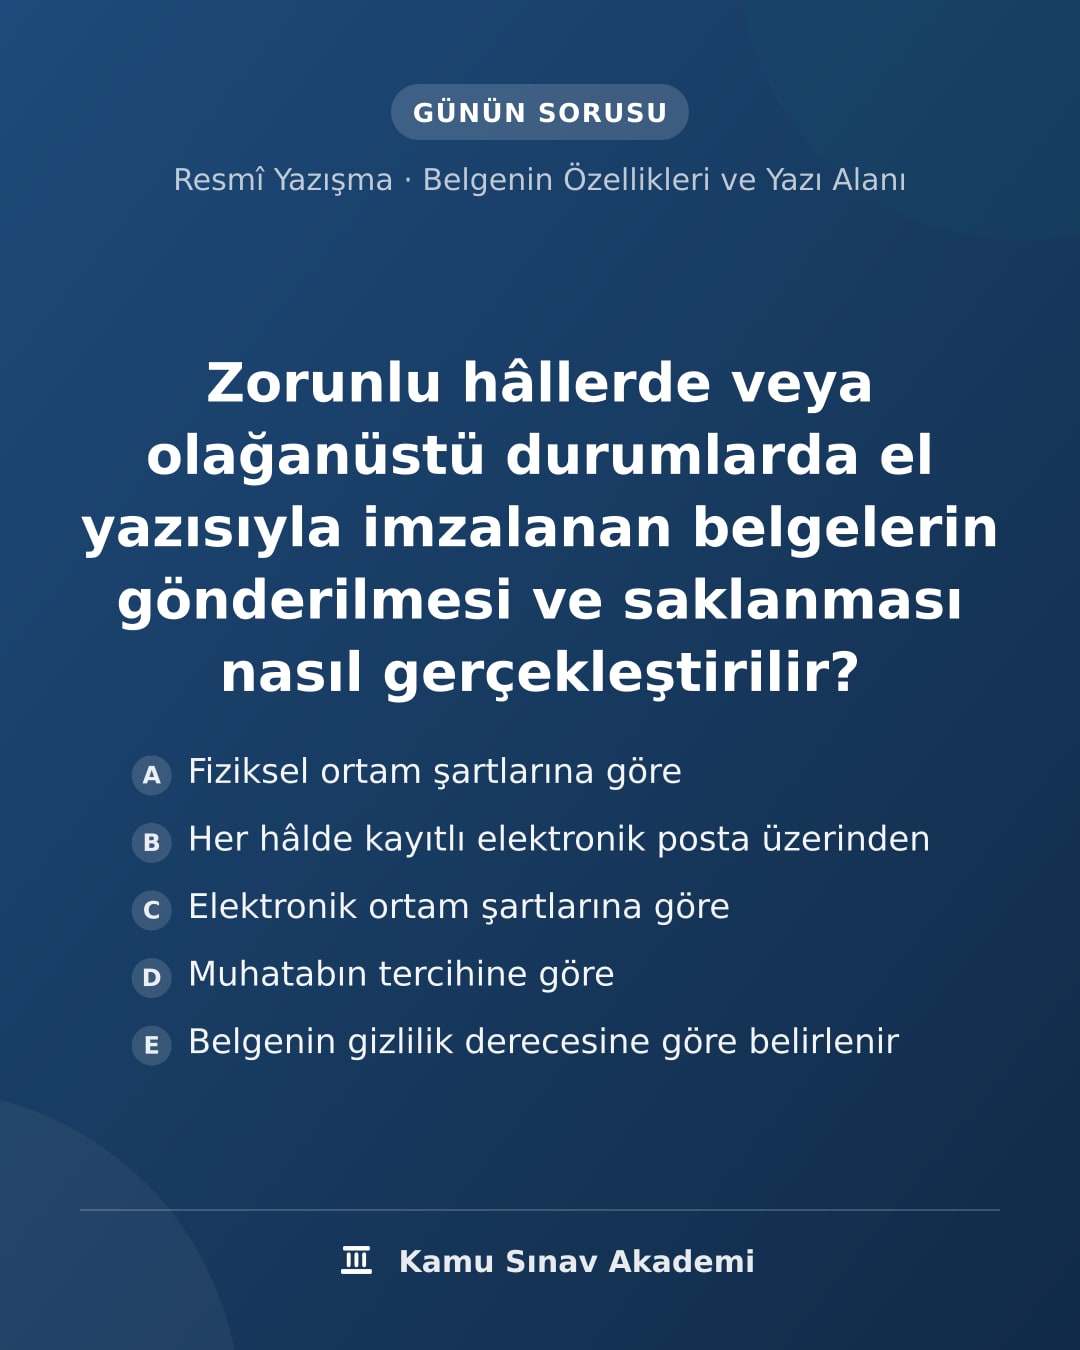 GÜNÜN SORUSU
Resmî Yazışma · Belgenin Özellikleri ve Yazı Alanı
Zorunlu hâllerde veya
olağanüstü durumlarda el
yazısıyla imzalanan belgelerin
gönderilmesi ve saklanması
nasıl gerçekleştirilir?
A Fiziksel ortam şartlarına göre
B Her hâlde kayıtlı elektronik posta üzerinden
C Elektronik ortam şartlarına göre
D Muhatabın tercihine göre
E Belgenin gizlilik derecesine göre belirlenir
Kamu Sınav Akademi